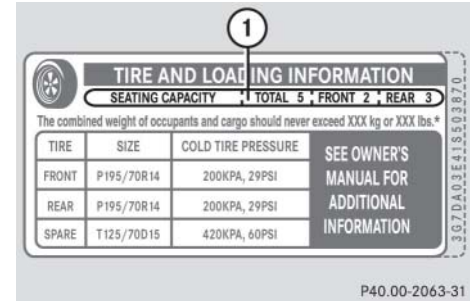 1
TIRE AND LOADING INFORMATION
SEATING CAPACITY TOTAL 5 FRONT 2 REAR 3
The combined weight of occupants and cargo should never exceed XXX kg or XXX lbs.*
TIRE SIZE COLD TIRE PRESSURE
FRONT P195/70R14 200KPA, 29PSI
REAR P195/70R14 200KPA, 29PSI
SPARE T125/70D15 420KPA, 60PSI
SEE OWNER'S
MANUAL FOR
ADDITIONAL
INFORMATION
3G7DA03E41S503870
P40.00-2063-31